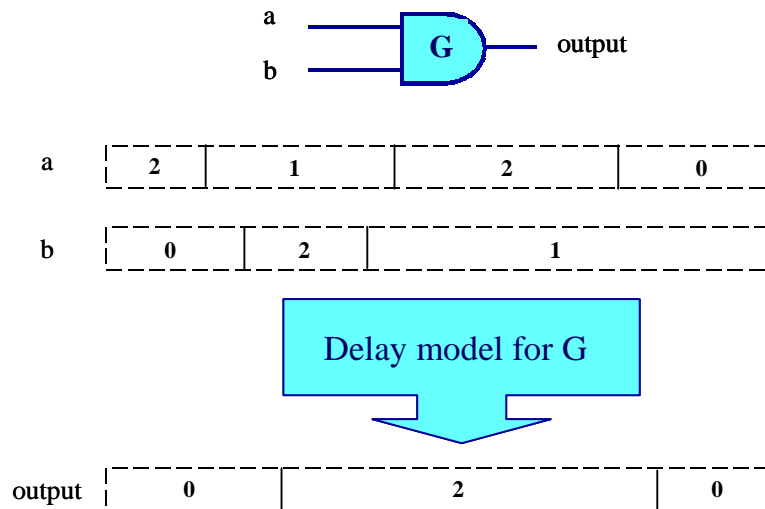 a
G
output
b
a 2 1 2 0
b 0 2 1
Delay model for G
output 0 2 0